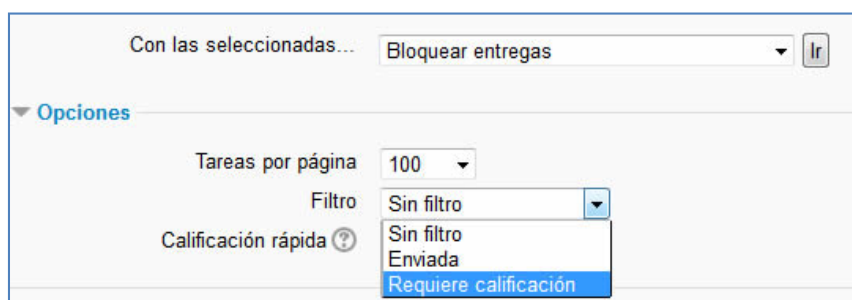 Con las seleccionadas... Bloquear entregas Ir
Opciones
Tareas por página 100
Filtro Sin filtro
Sin filtro
Calificación rápida Enviada
Requiere calificación